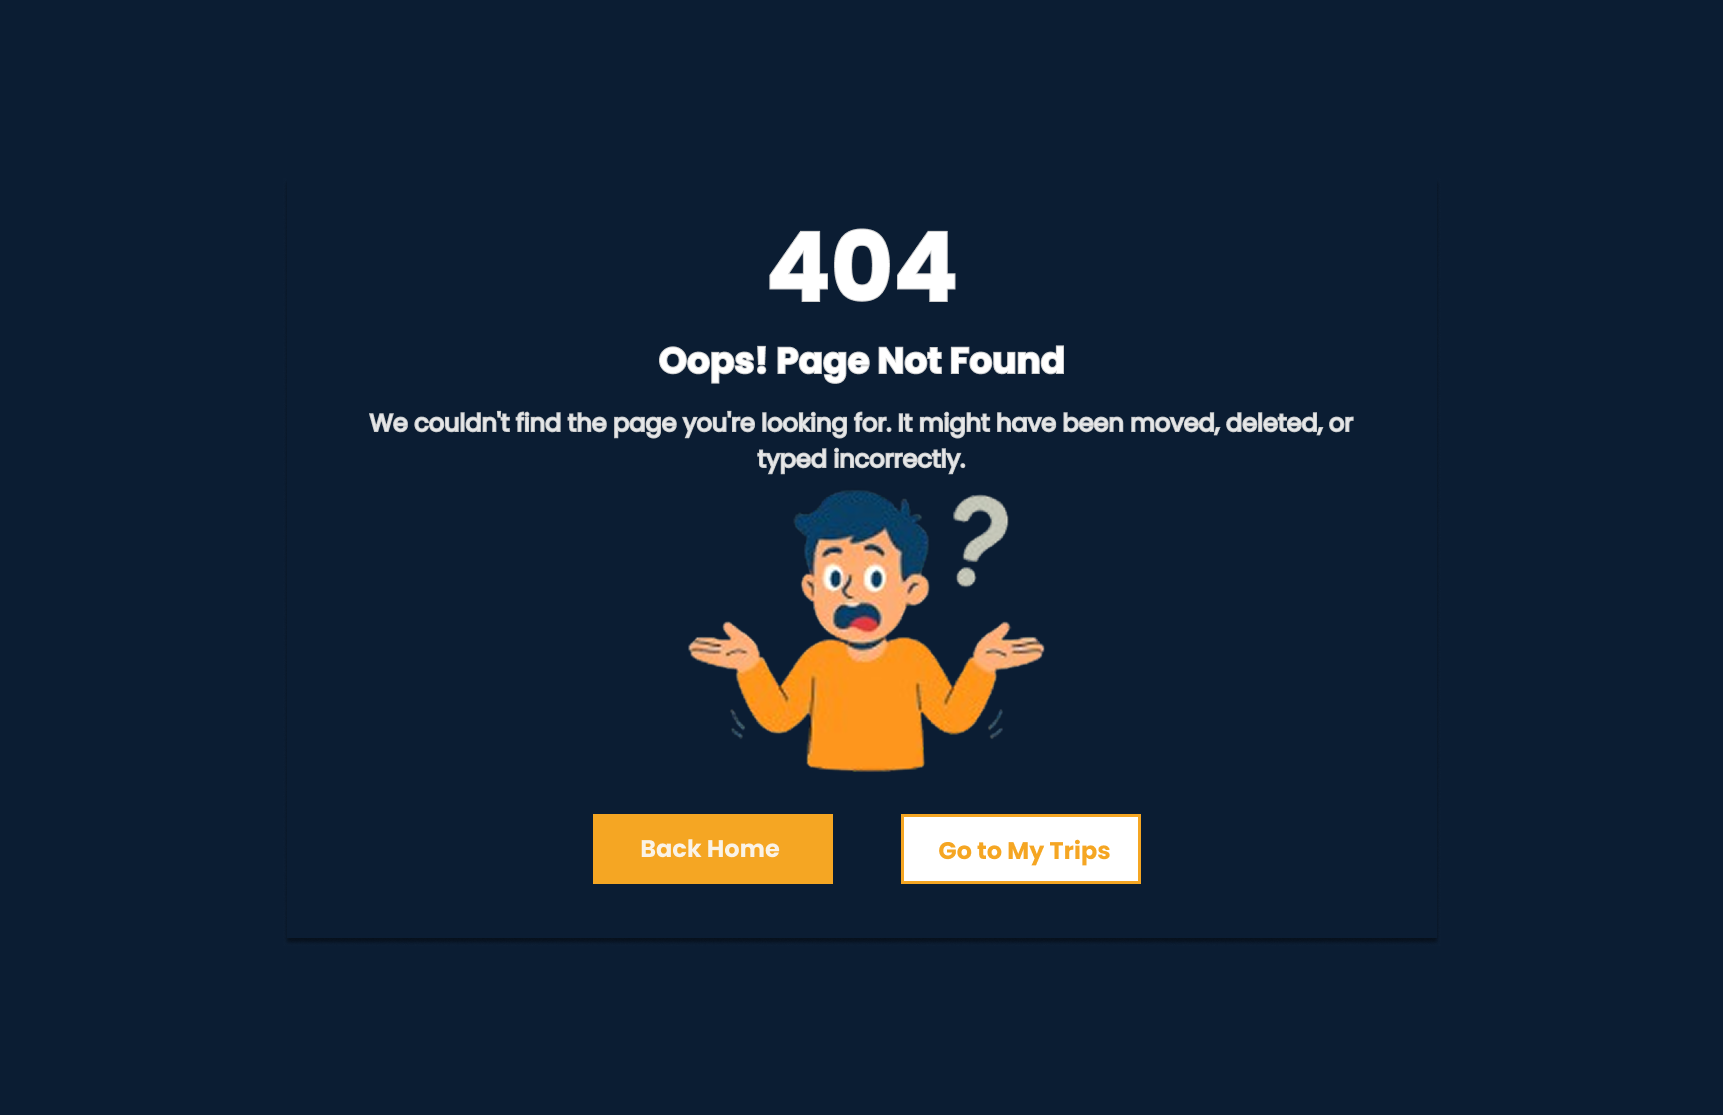 404
Oops! Page Not Found
We couldn't find the page you're looking for. It might have been moved, deleted, or
typed incorrectly.
?
Back Home
Go to My Trips